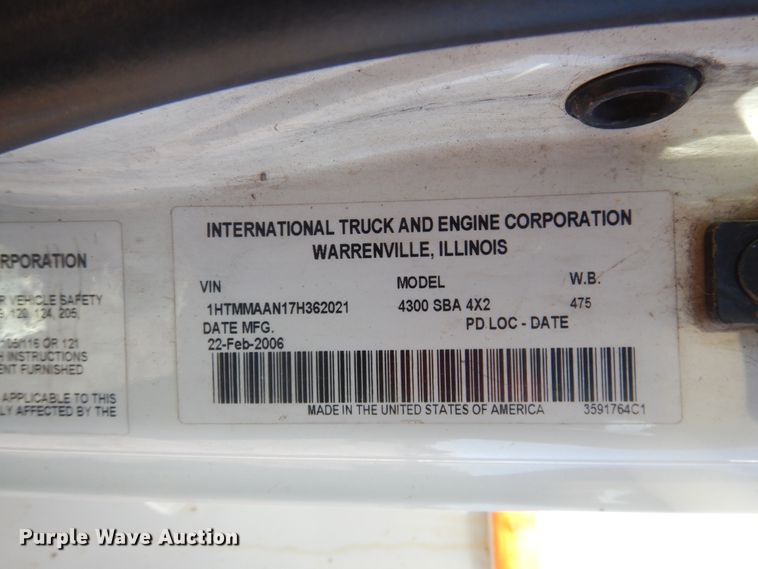 RPORATION
R VEHICLE SAFETY
120, 124, 205,
105/116 OR 121
H INSTRUCTIONS
ENT FURNISHED
APPLICABLE TO THIS
LY AFFECTED BY THE
INTERNATIONAL TRUCK AND ENGINE CORPORATION
WARRENVILLE, ILLINOIS
VIN MODEL W.B.
1HTMMAAN17H362021 4300 SBA 4X2 475
DATE MFG. PD.LOC - DATE
22-Feb-2006
MADE IN THE UNITED STATES OF AMERICA 3591764C1
Purple Wave Auction